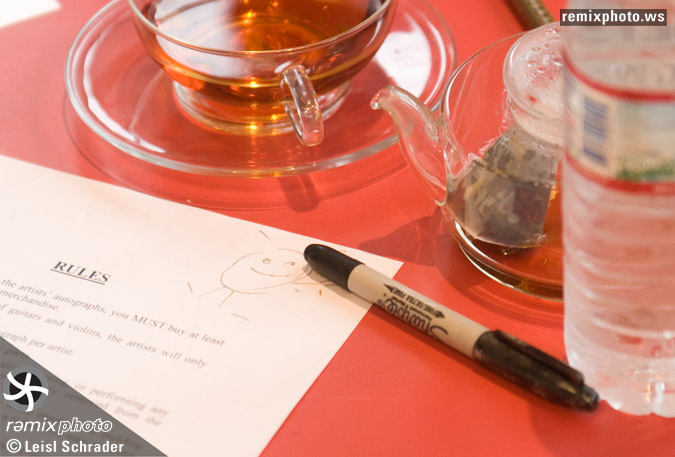 remixphoto.ws
RULES
the artists' autographs, you MUST buy at least
merchandise.
of guitars and violins, the artists will only
graph per artist.
or performing any
from the
Sharpie
ramixphoto
© Leisl Schrader